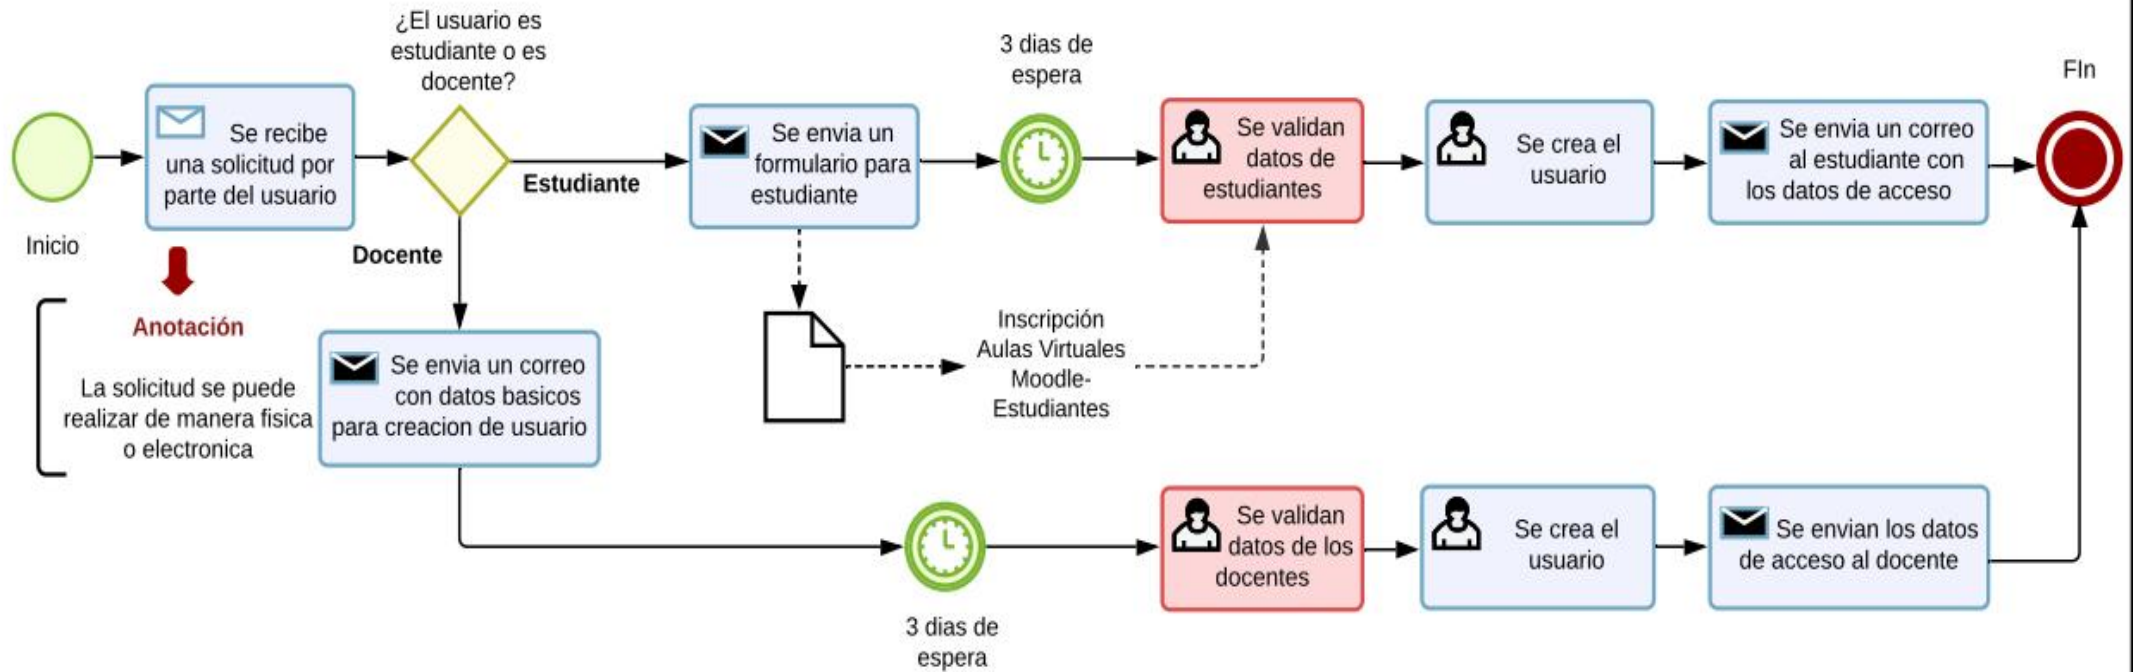 ¿El usuario es
estudiante o es
docente?
3 dias de
espera
FIn
Se recibe
una solicitud por
parte del usuario
Estudiante
Se envia un
formulario para
estudiante
Se validan
datos de
estudiantes
Se crea el
usuario
Se envia un correo
al estudiante con
los datos de acceso
Inicio
Docente
Anotación
La solicitud se puede
realizar de manera fisica
o electronica
Se envia un correo
con datos basicos
para creacion de usuario
Inscripción
Aulas Virtuales
Moodle-
Estudiantes
3 dias de
espera
Se validan
datos de los
docentes
Se crea el
usuario
Se envian los datos
de acceso al docente